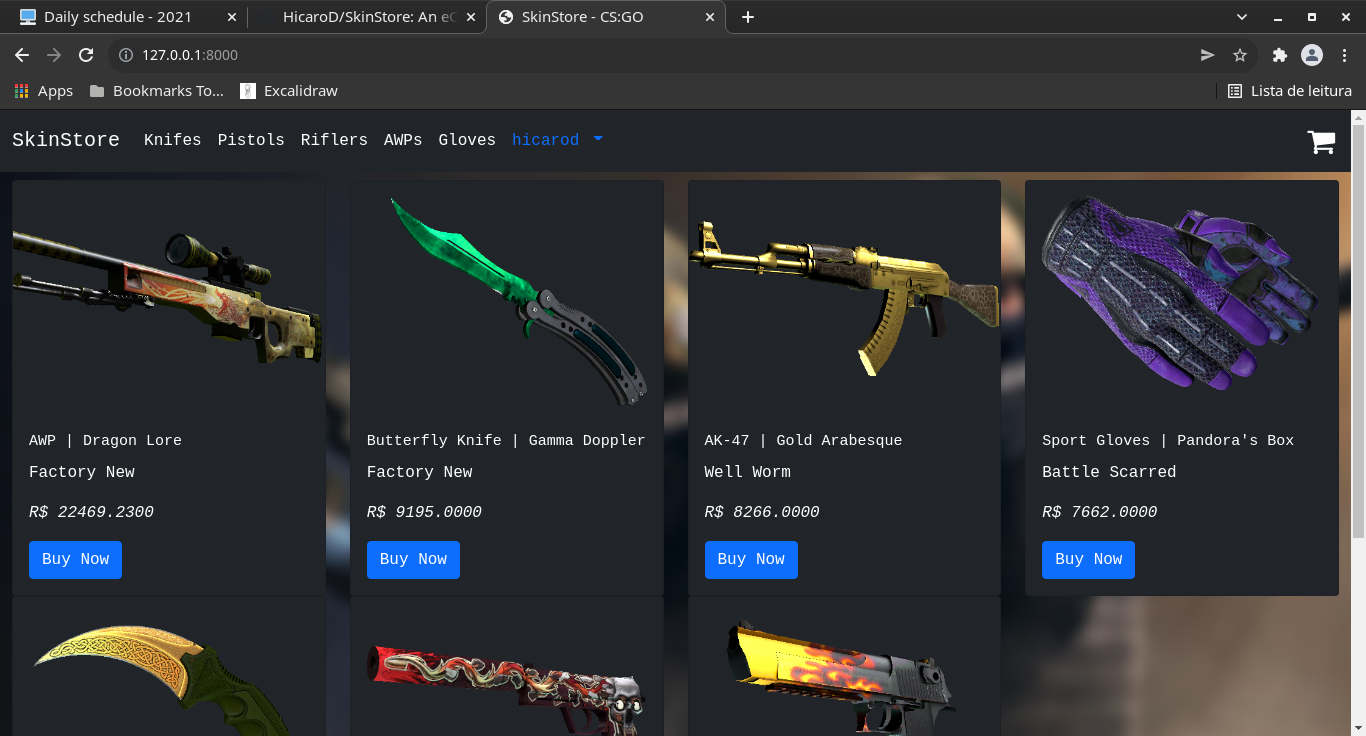 Daily schedule - 2021
HicaroD/SkinStore: An eC
SkinStore - CS:GO
127.0.0.1:8000
Apps
Bookmarks To...
Excalidraw
Lista de leitura
SkinStore Knifes Pistols Riflers AWPs Gloves hicarod
AWP | Dragon Lore
Factory New
R$ 22469.2300
Buy Now
Butterfly Knife | Gamma Doppler
Factory New
R$ 9195.0000
Buy Now
AK-47 | Gold Arabesque
Well Worm
R$ 8266.0000
Buy Now
Sport Gloves | Pandora's Box
Battle Scarred
R$ 7662.0000
Buy Now